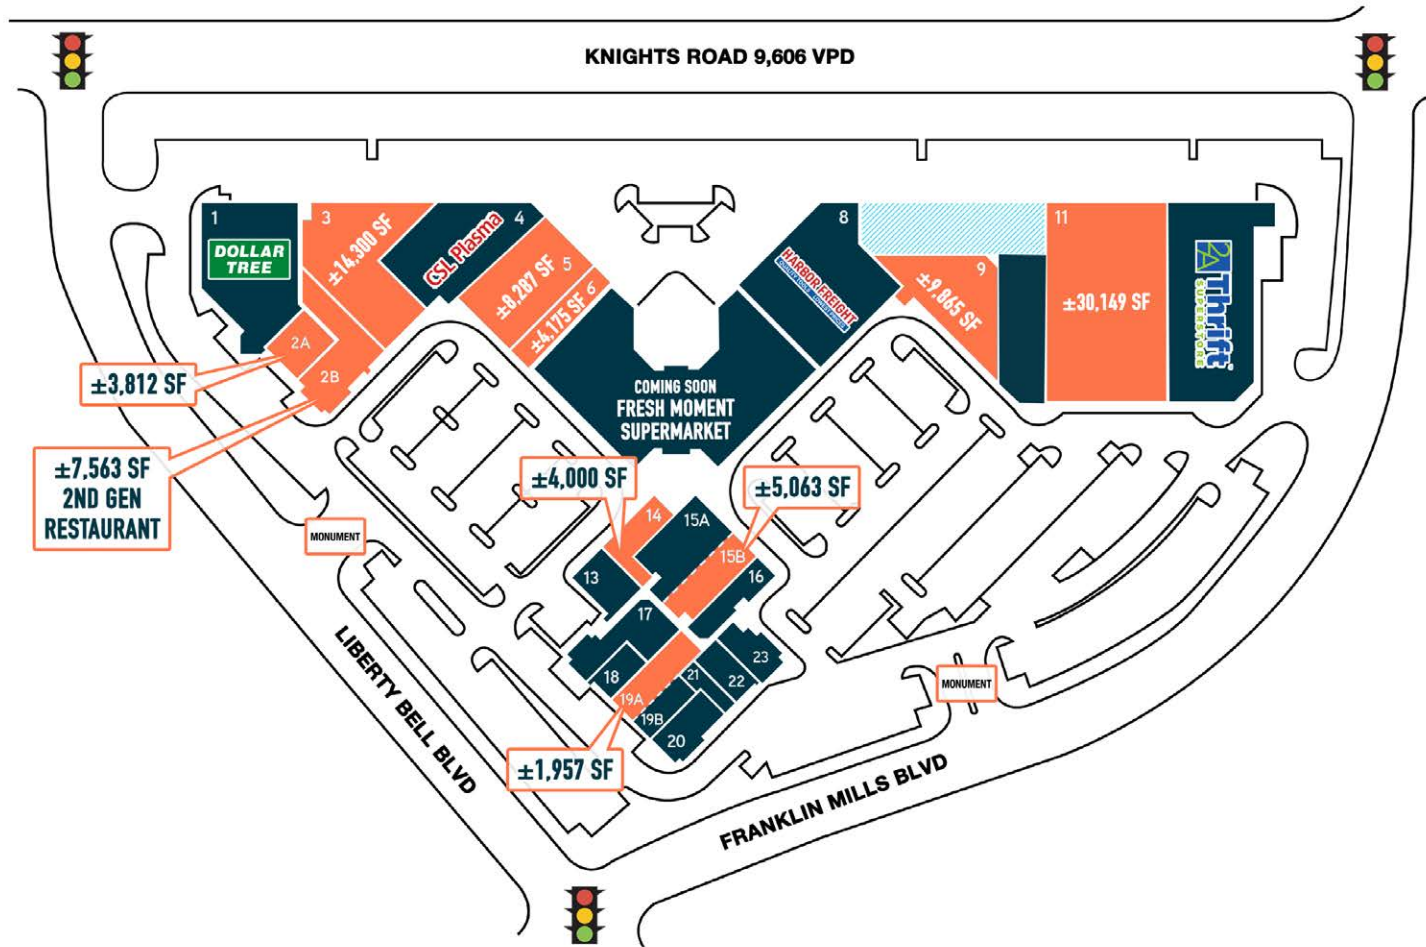 KNIGHTS ROAD 9,606 VPD
1
DOLLAR
TREE
3
±14,300 SF
4
CSL Plasma
5
±8,287 SF
6
±4,175 SF
8
HARBOR FREIGHT
9
±9,865 SF
11
±30,149 SF
2A Thrift
SUPERSTORE
2A
2B
±3,812 SF
±7,563 SF
2ND GEN
RESTAURANT
COMING SOON
FRESH MOMENT
SUPERMARKET
±4,000 SF
±5,063 SF
MONUMENT
14
15A
15B
13
16
17
18
19A
19B
20
21
22
23
±1,957 SF
MONUMENT
LIBERTY BELL BLVD
FRANKLIN MILLS BLVD